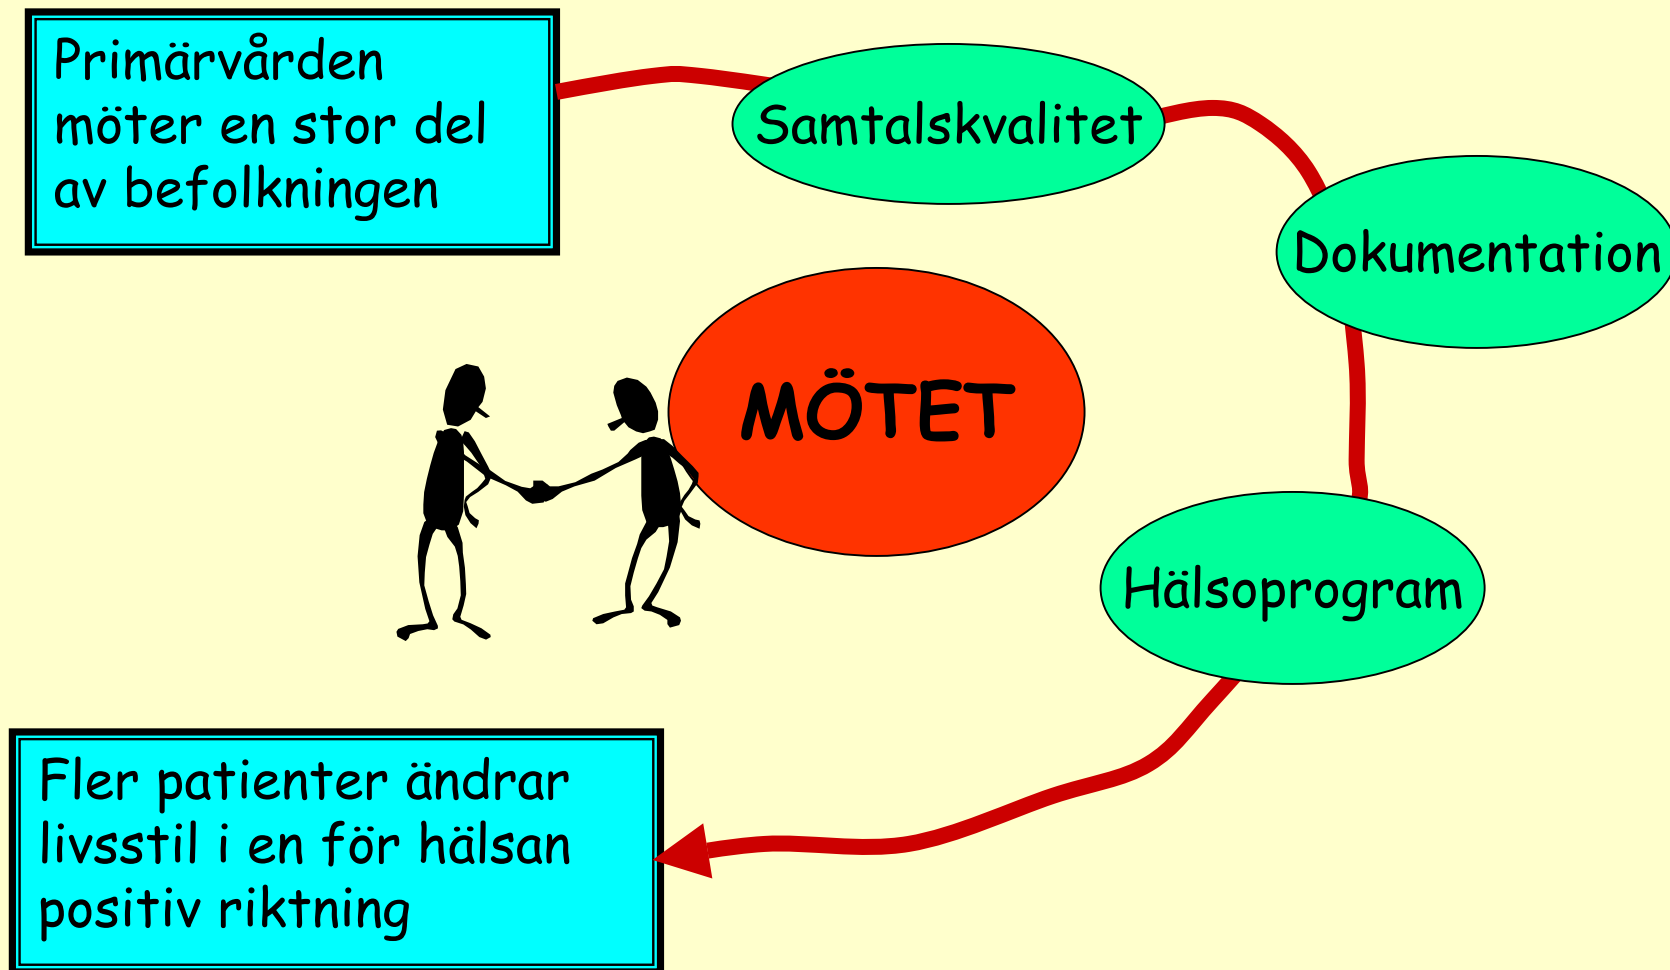 Primärvården
möter en stor del
av befolkningen
Samtalskvalitet
Dokumentation
MÖTET
Hälsoprogram
Fler patienter ändrar
livsstil i en för hälsan
positiv riktning